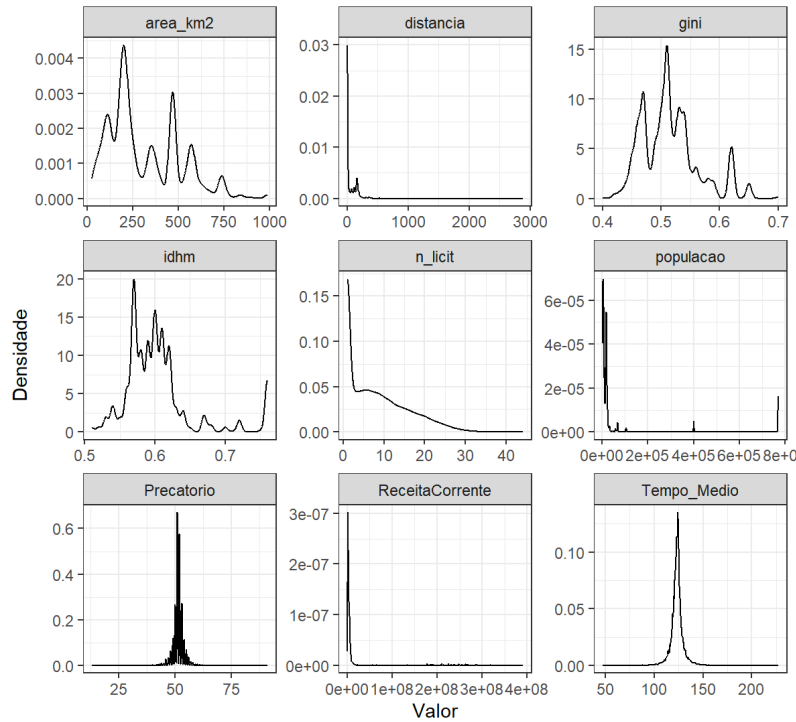 area_km2
distancia
gini
0.004
0.003
0.002
0.001
0.000
0 250 500 750 1000
0.03
0.02
0.01
0.00
0 1000 2000 3000
15
10
5
0
0.4 0.5 0.6 0.7
idhm
n_licit
populacao
20
15
10
5
0
0.5 0.6 0.7
0.15
0.10
0.05
0.00
0 10 20 30 40
6e-05
4e-05
2e-05
0e+00
0e+00 2e+05 4e+05 6e+05 8e+
Precatorio
ReceitaCorrente
Tempo_Medio
0.6
0.4
0.2
0.0
25 50 75
3e-07
2e-07
1e-07
0e+00
0e+00 1e+08 2e+08 3e+08 4e+08
0.10
0.05
0.00
50 100 150 200
Densidade
Valor